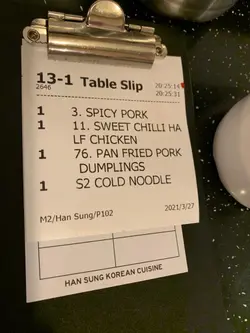 13-1 Table Slip
2646
20:25:14
20:25:31
1 3. SPICY PORK
1 11. SWEET CHILLI HA
LF CHICKEN
1 76. PAN FRIED PORK
DUMPLINGS
1 S2 COLD NOODLE
M2/Han Sung/P102
2021/3/27
HAN SUNG KOREAN CUISINE